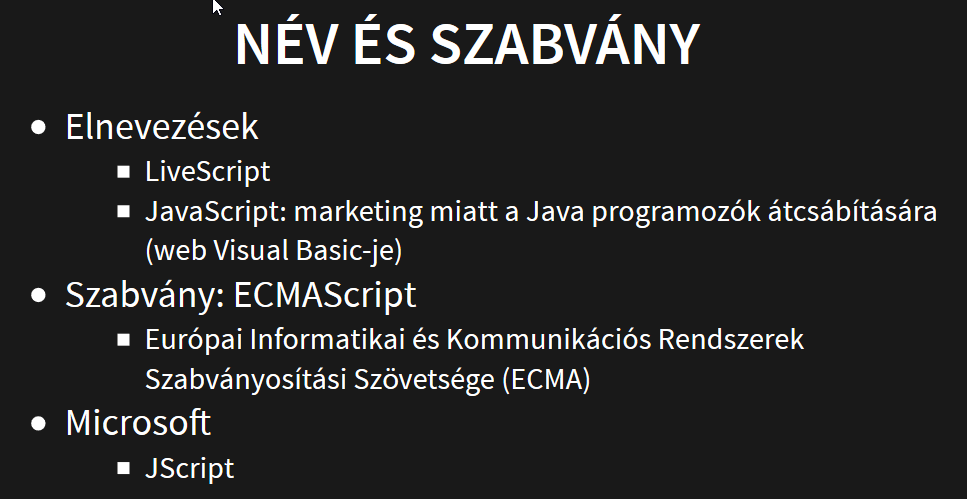 NÉV ÉS SZABVÁNY
Elnevezések
LiveScript
JavaScript: marketing miatt a Java programozók átcsábítására
(web Visual Basic-je)
Szabvány: ECMAScript
Európai Informatikai és Kommunikációs Rendszerek
Szabványosítási Szövetsége (ECMA)
Microsoft
JScript